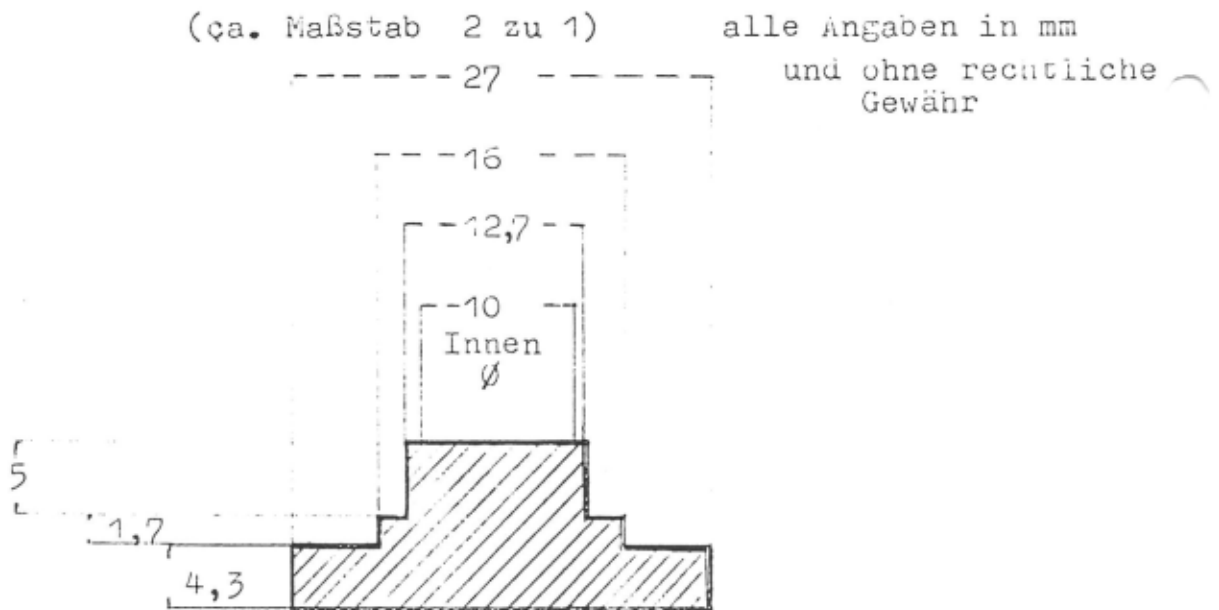 (ca. Maßstab 2 zu 1) alle Angaben in mm
und ohne rechtliche
Gewähr
27
16
12,7
10
Innen
Ø
5
1,7
4,3